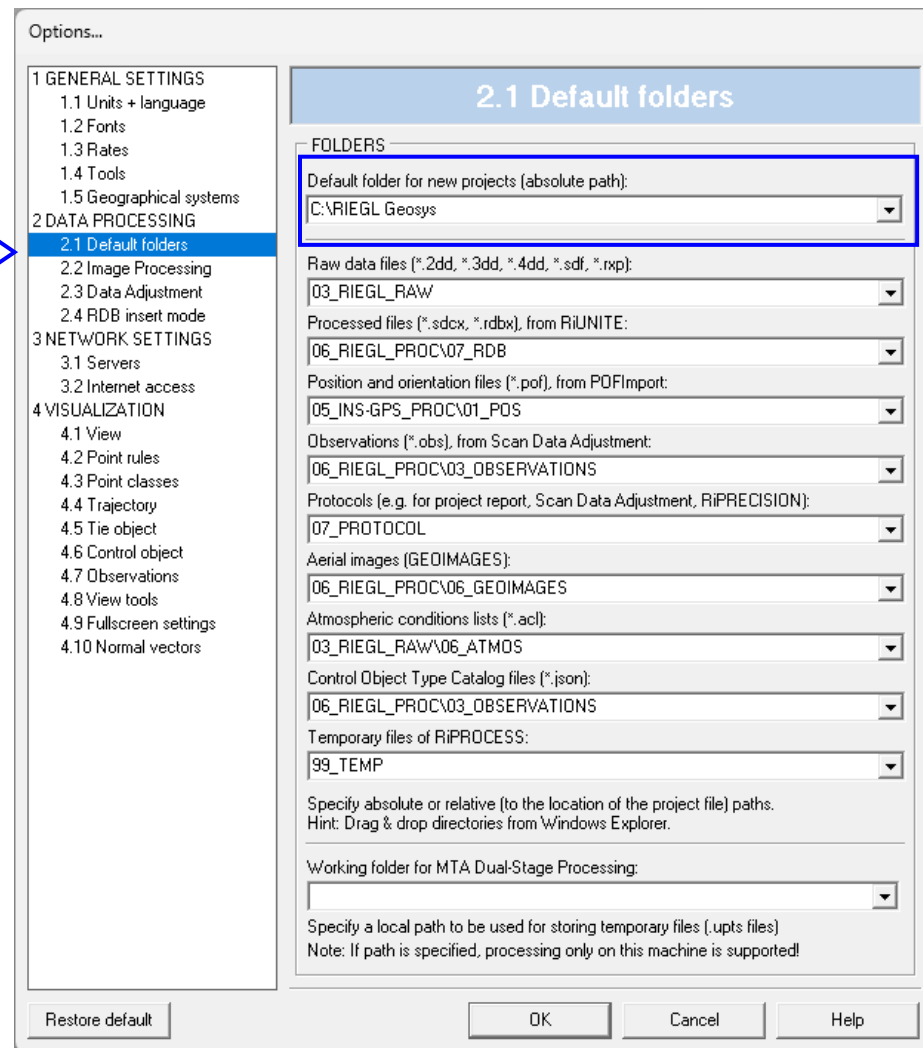 Options...
1 GENERAL SETTINGS
1.1 Units + language
1.2 Fonts
1.3 Rates
1.4 Tools
1.5 Geographical systems
2 DATA PROCESSING
2.1 Default folders
2.2 Image Processing
2.3 Data Adjustment
2.4 RDB insert mode
3 NETWORK SETTINGS
3.1 Servers
3.2 Internet access
4 VISUALIZATION
4.1 View
4.2 Point rules
4.3 Point classes
4.4 Trajectory
4.5 Tie object
4.6 Control object
4.7 Observations
4.8 View tools
4.9 Fullscreen settings
4.10 Normal vectors
2.1 Default folders
FOLDERS
Default folder for new projects (absolute path):
C:\RIEGL Geosys
Raw data files (*.2dd, *.3dd, *.4dd, *.sdf, *.rxp):
03_RIEGL_RAW
Processed files (*.sdcx, *.rdbx), from RiUNITE:
06_RIEGL_PROC\07_RDB
Position and orientation files (*.pof), from POFImport:
05_INS-GPS_PROC\01_POS
Observations (*.obs), from Scan Data Adjustment:
06_RIEGL_PROC\03_OBSERVATIONS
Protocols (e.g. for project report, Scan Data Adjustment, RiPRECISION):
07_PROTOCOL
Aerial images (GEOIMAGES):
06_RIEGL_PROC\06_GEOIMAGES
Atmospheric conditions lists (*.acl):
03_RIEGL_RAW\06_ATMOS
Control Object Type Catalog files (*.json):
06_RIEGL_PROC\03_OBSERVATIONS
Temporary files of RiPROCESS:
99_TEMP
Specify absolute or relative (to the location of the project file) paths.
Hint: Drag & drop directories from Windows Explorer.
Working folder for MTA Dual-Stage Processing:
Specify a local path to be used for storing temporary files (.upts files)
Note: If path is specified, processing only on this machine is supported!
Restore default
OK
Cancel
Help